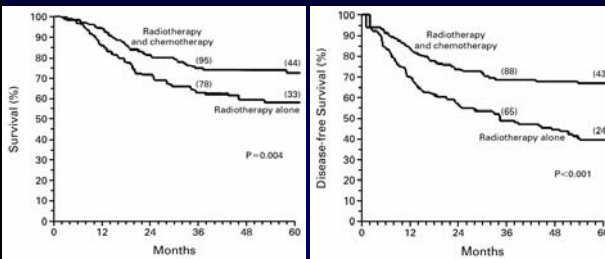 Survival (%)
100
90
80
70
60
50
40
30
20
10
0
Radiotherapy
and chemotherapy
(95)
(44)
(78)
(33)
Radiotherapy alone
P=0.004
0 12 24 36 48 60
Months
Disease-free Survival (%)
100
90
80
70
60
50
40
30
20
10
0
Radiotherapy
and chemotherapy
(88)
(43
(65)
(24
Radiotherapy alone
P<0.001
0 12 24 36 48 60
Months